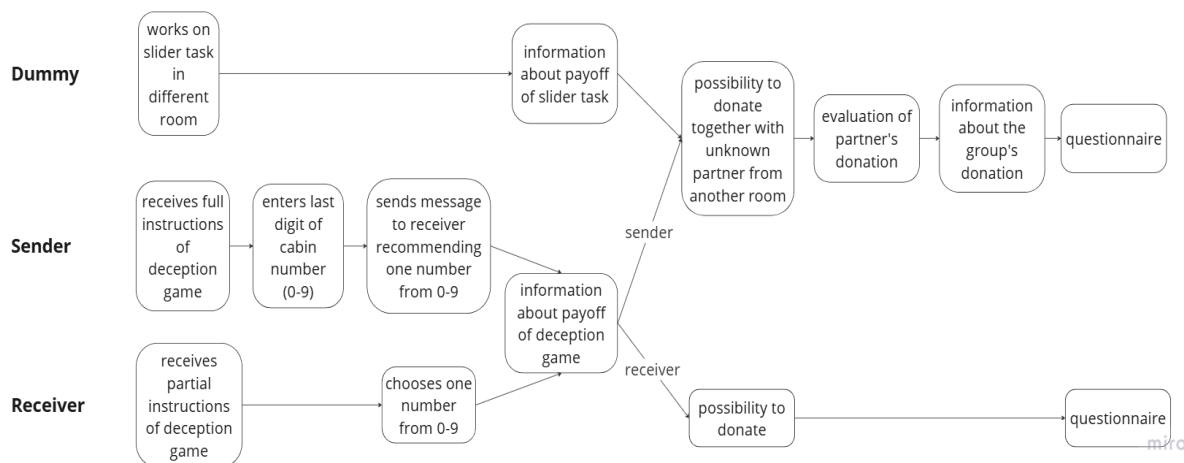 Dummy
works on
slider task
in
different
room
information
about payoff
of slider task
possibility to
donate
together with
unknown
partner from
another room
evaluation of
partner's
donation
information
about the
group's
donation
questionnaire
Sender
receives full
instructions
of
deception
game
enters last
digit of
cabin
number
(0-9)
sends message
to receiver
recommending
one number
from 0-9
information
about payoff
of deception
game
sender
receiver
Receiver
receives
partial
instructions
of deception
game
chooses one
number
from 0-9
possibility to
donate
questionnaire
miro